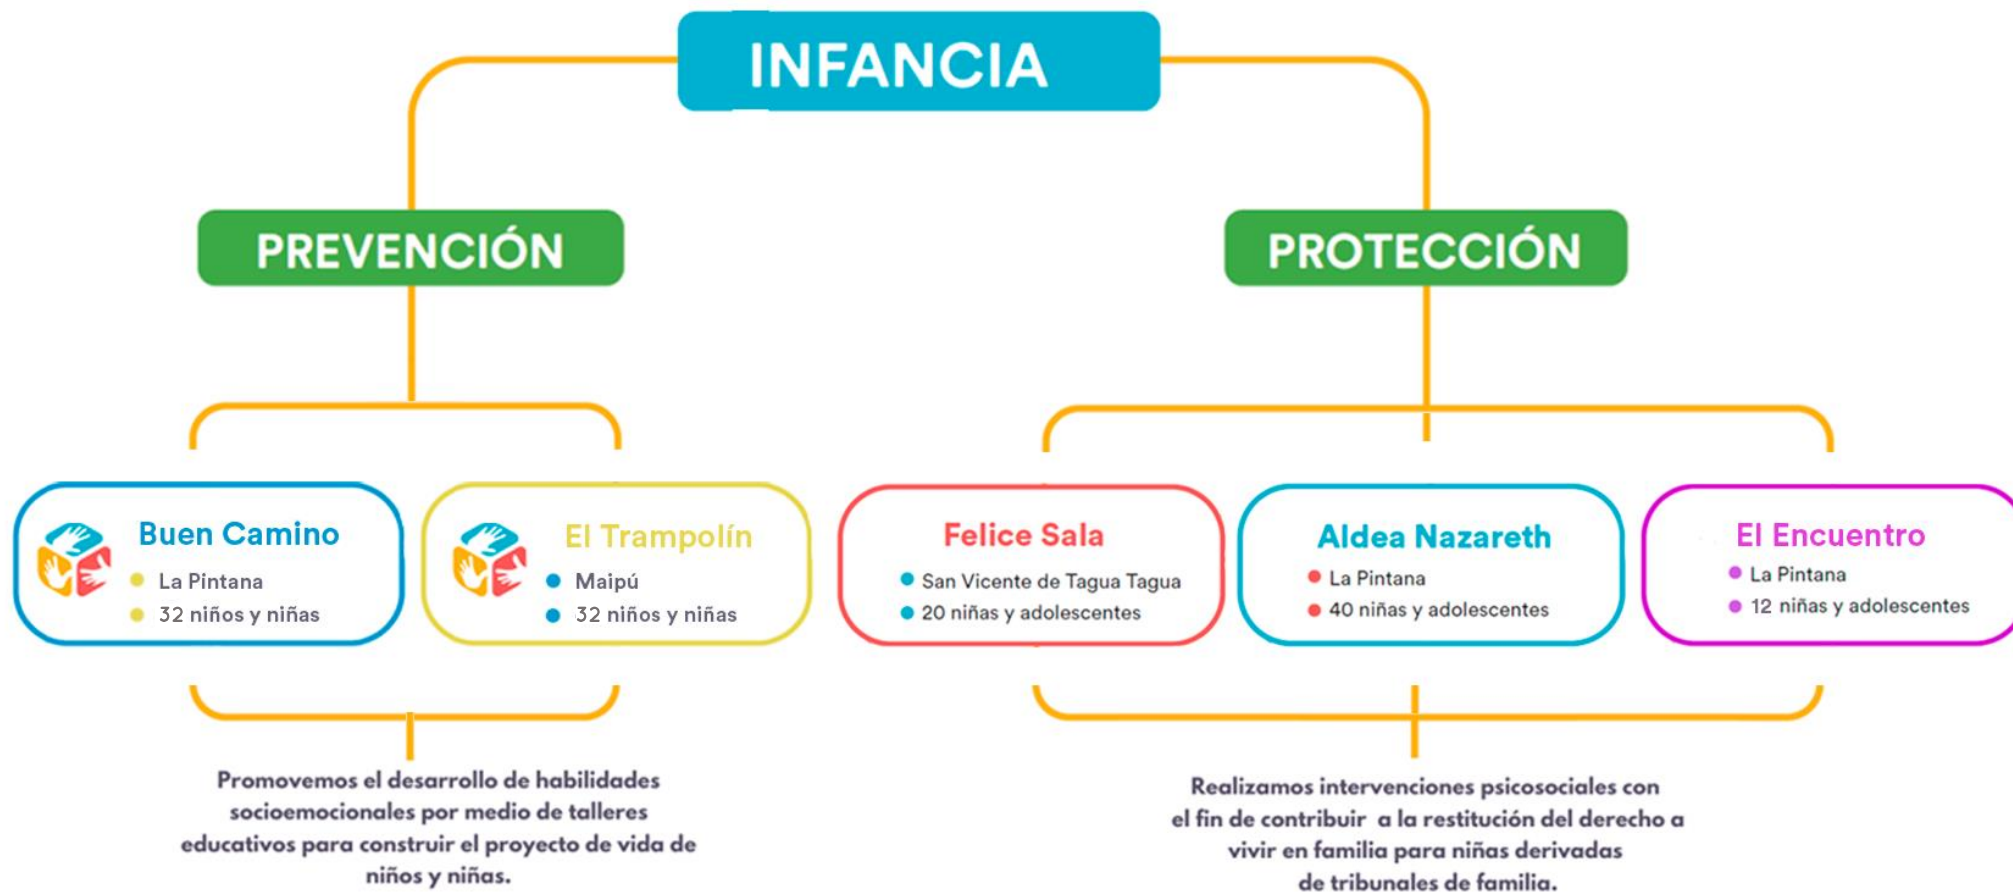 INFANCIA
PREVENCIÓN
PROTECCIÓN
Buen Camino
La Pintana
32 niños y niñas
El Trampolín
Maipú
32 niños y niñas
Felice Sala
San Vicente de Tagua Tagua
20 niñas y adolescentes
Aldea Nazareth
La Pintana
40 niñas y adolescentes
El Encuentro
La Pintana
12 niñas y adolescentes
Promovemos el desarrollo de habilidades
socioemocionales por medio de talleres
educativos para construir el proyecto de vida de
niños y niñas.
Realizamos intervenciones psicosociales con
el fin de contribuir a la restitución del derecho a
vivir en familia para niñas derivadas
de tribunales de familia.